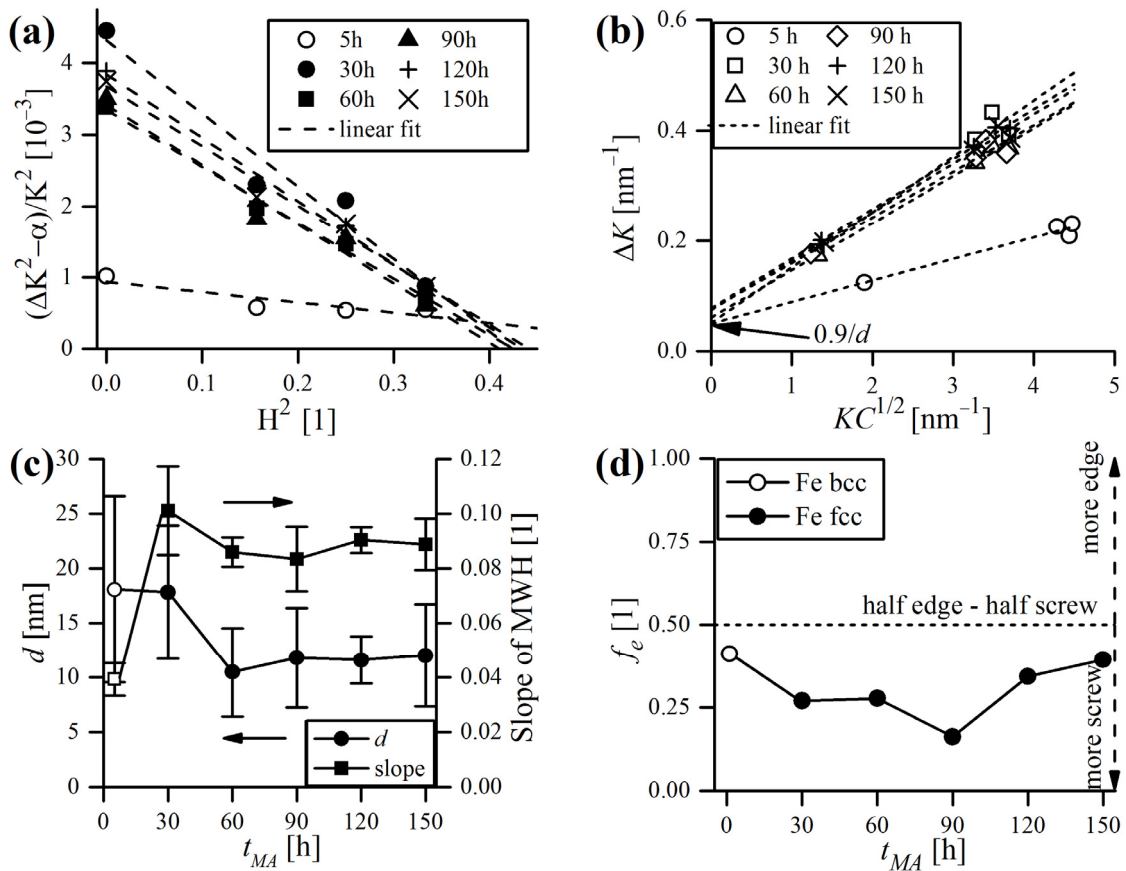 (a)
(ΔK²−α)/K² [10⁻³]
4
3
2
1
0
0.0
0.1
0.2
0.3
0.4
H² [1]
5h
90h
30h
120h
60h
150h
linear fit
(b)
ΔK [nm⁻¹]
0.6
0.4
0.2
0.0
0
1
2
3
4
5
KC^{1/2} [nm⁻¹]
5 h
90 h
30 h
120 h
60 h
150 h
linear fit
0.9/d
(c)
d [nm]
30
25
20
15
10
5
0
0
30
60
90
120
150
t_{MA} [h]
0.12
0.10
0.08
0.06
0.04
0.02
0.00
Slope of MWH [1]
d
slope
(d)
f_e [1]
1.00
0.75
0.50
0.25
0.00
0
30
60
90
120
150
t_{MA} [h]
Fe bcc
Fe fcc
half edge - half screw
more edge
more screw